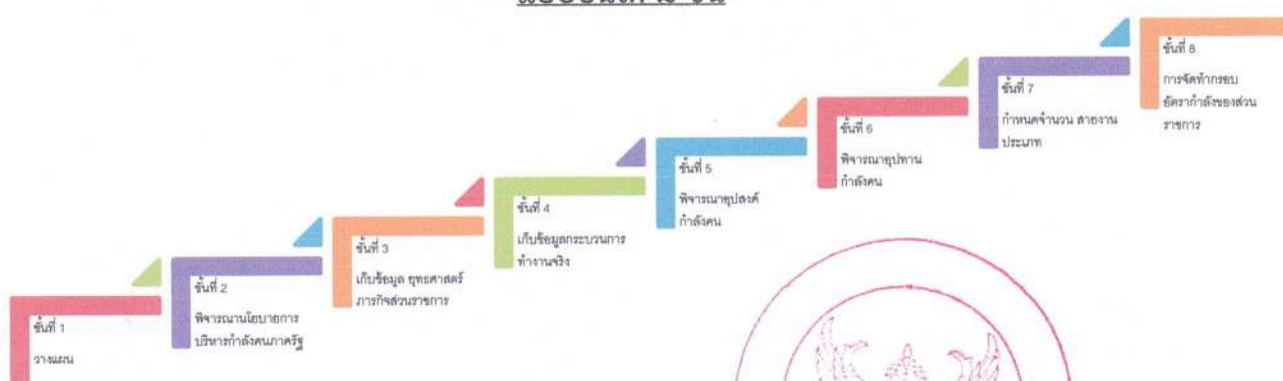 ขั้นที่ 1
วางแผน
ขั้นที่ 2
พิจารณานโยบายการ
บริหารกำลังคนภาครัฐ
ขั้นที่ 3
เก็บข้อมูล ยุทธศาสตร์
ภารกิจส่วนราชการ
ขั้นที่ 4
เก็บข้อมูลกระบวนการ
ทำงานจริง
ขั้นที่ 5
พิจารณาอุปสงค์
กำลังคน
ขั้นที่ 6
พิจารณาอุปทาน
กำลังคน
ขั้นที่ 7
กำหนดจำนวน สายงาน
ประเภท
ขั้นที่ 8
การจัดทำกรอบ
อัตรากำลังของส่วน
ราชการ